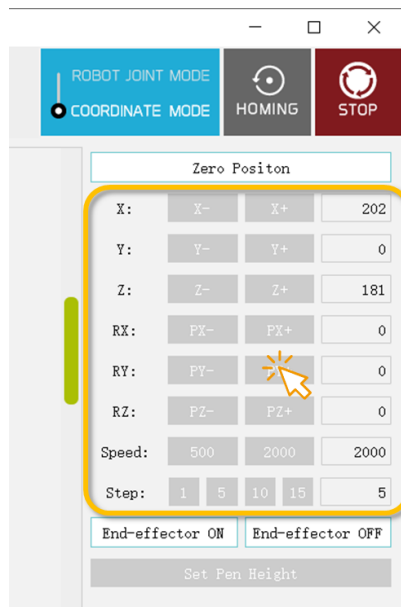 ROBOT JOINT MODE
COORDINATE MODE
HOMING
STOP
Zero Positon
X: X- X+ 202
Y: Y- Y+ 0
Z: Z- Z+ 181
RX: PX- PX+ 0
RY: PY- 0
RZ: PZ- PZ+ 0
Speed: 500 2000 2000
Step: 1 5 10 15 5
End-effector ON End-effector OFF
Set Pen Height